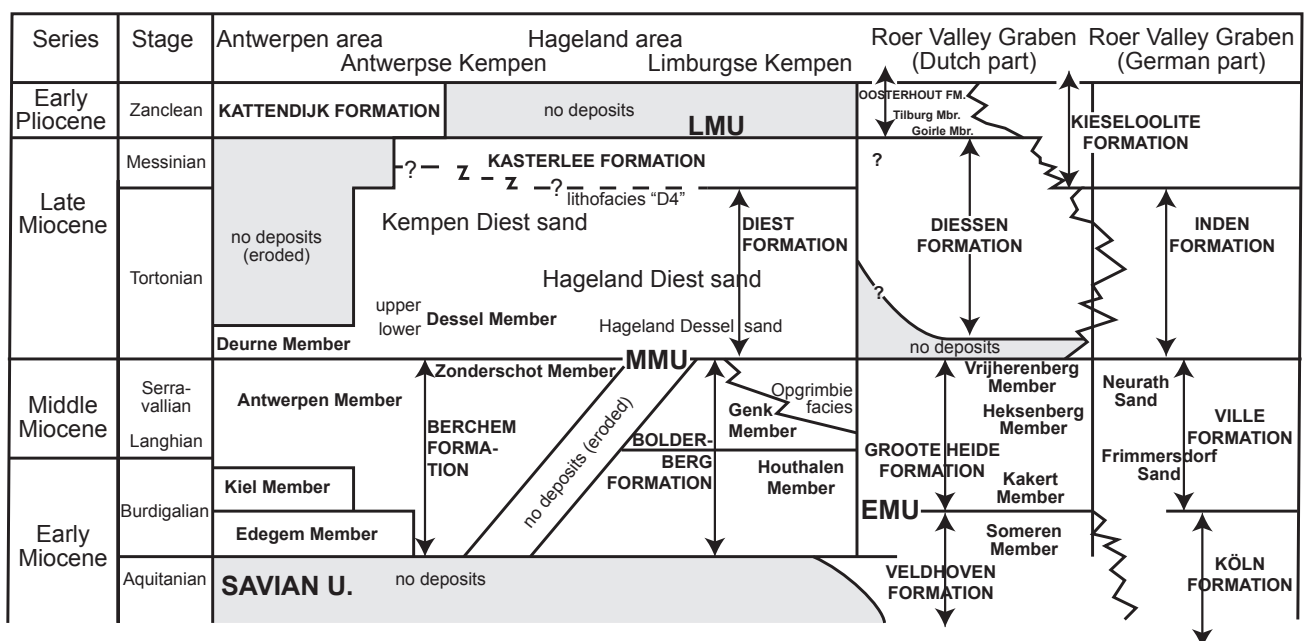 Series
Stage
Antwerpen area
Hageland area
Antwerpse Kempen
Limburgse Kempen
Roer Valley Graben
(Dutch part)
Roer Valley Graben
(German part)
Early
Pliocene
Zanclean
KATTENDIJK FORMATION
no deposits
LMU
OOSTERHOUT FM.
Tilburg Mbr.
Goirle Mbr.
KIESELOOLITE
FORMATION
Late
Miocene
Messinian
?
z
z
?
KASTERLEE FORMATION
lithofacies "D4"
?
Tortonian
no deposits
(eroded)
Kempen Diest sand
DIEST
FORMATION
Hageland Diest sand
upper
lower
Dessel Member
Hageland Dessel sand
Deurne Member
DIESSEN
FORMATION
?
no deposits
INDEN
FORMATION
MMU
Middle
Miocene
Serra-
vallian
Langhian
Zonderschot Member
Antwerpen Member
BERCHEM
FORMA-
TION
no deposits (eroded)
Opgrimbie
facies
Genk
Member
BOLDER-
BERG
FORMATION
Houthalen
Member
Vrijherenberg
Member
Heksenberg
Member
GROOTE HEIDE
FORMATION
Kakert
Member
Neurath
Sand
VILLE
FORMATION
Frimmersdorf
Sand
Early
Miocene
Burdigalian
Kiel Member
Edegem Member
EMU
Someren
Member
Aquitanian
SAVIAN U.
no deposits
VELDHOVEN
FORMATION
KÖLN
FORMATION